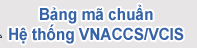 Bảng mã chuẩn
Hệ thống VNACCS/VCIS